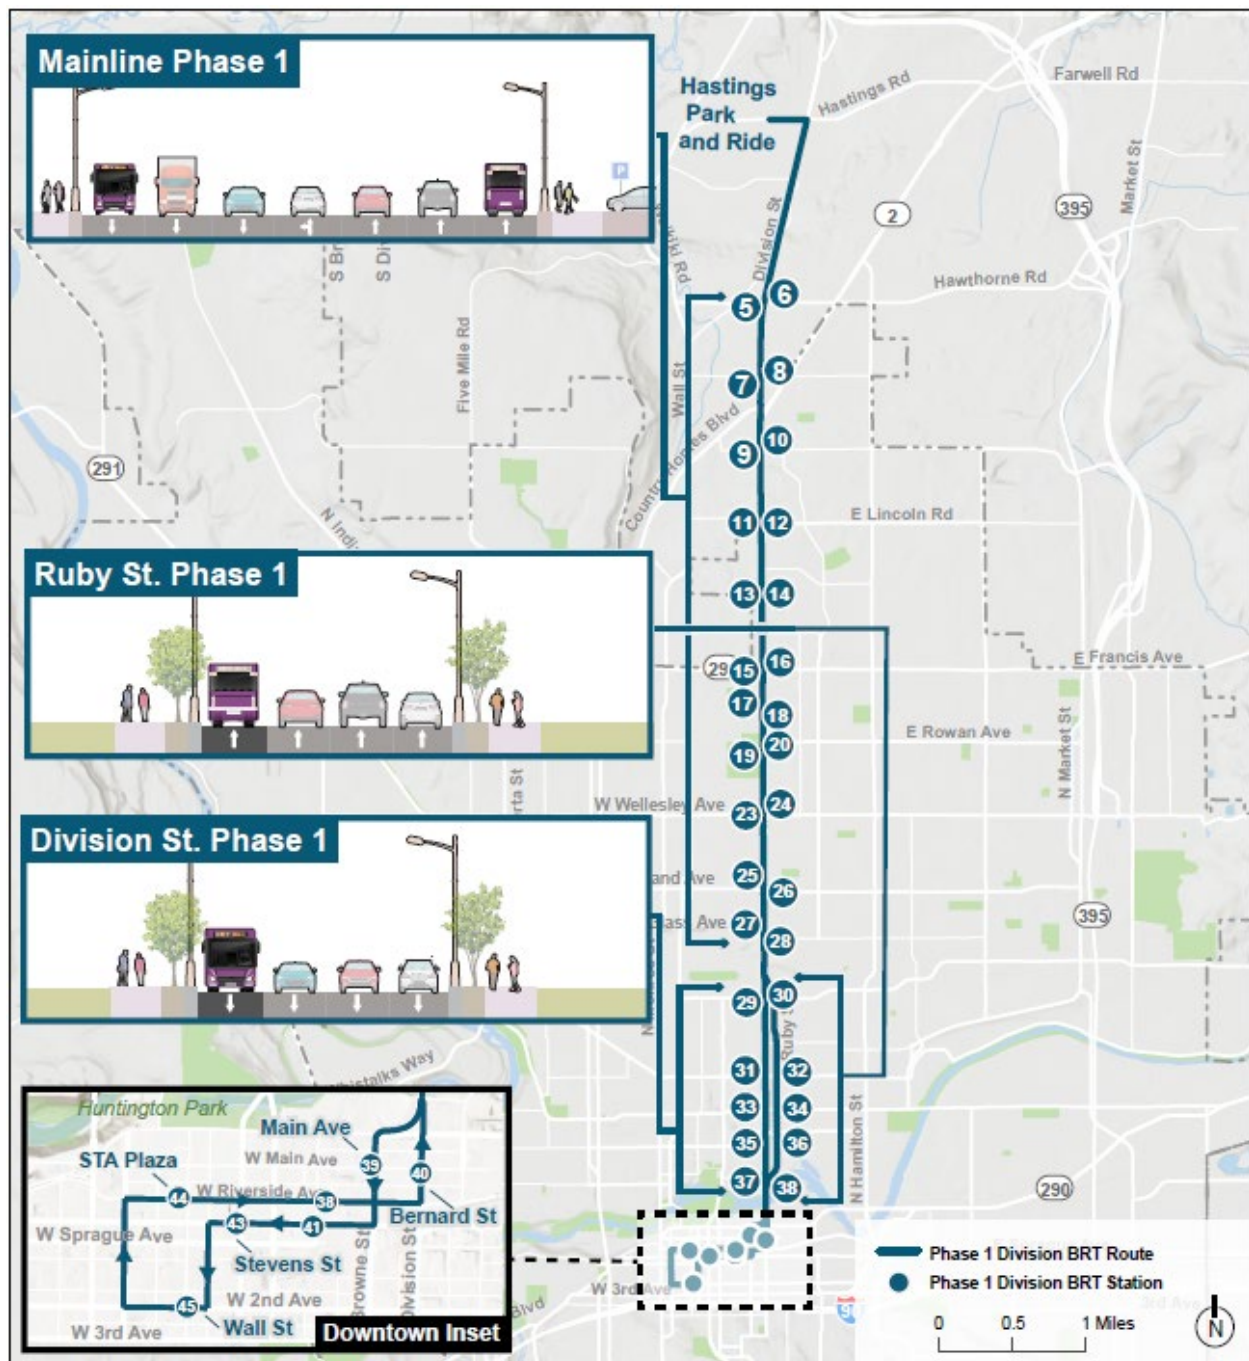 Mainline Phase 1
Hastings
Park
and Ride
Hastings Rd
Farwell Rd
Market St
395
2
P
Division St
Hawthorne Rd
S Div
Five Mile Rd
Wall St
5
6
7
8
9
10
Country Homes Blvd
291
11
12
E Lincoln Rd
Ruby St. Phase 1
13
14
15
16
E Francis Ave
17
18
N Market St
19
20
E Rowan Ave
W Wellesley Ave
23
24
Division St. Phase 1
25
26
27
28
395
29
30
31
32
33
34
35
36
37
38
N Hamilton St
290
Huntington Park
Main Ave
W Main Ave
STA Plaza
39
40
44
W Riverside Ave
38
Bernard St
W Sprague Ave
43
41
Stevens St
Browne St
Division St
W 2nd Ave
45
Wall St
W 3rd Ave
Downtown Inset
W 3rd Ave
Blvd
Phase 1 Division BRT Route
Phase 1 Division BRT Station
0 0.5 1 Miles
N